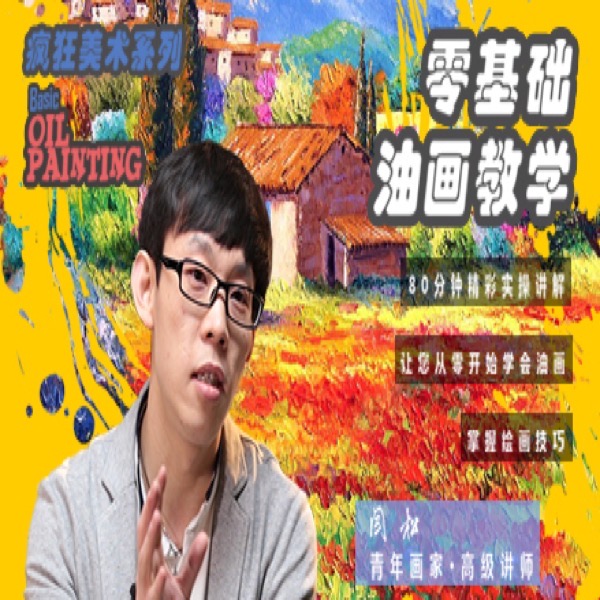 疯狂美术系列
Basic
OIL
PAINTING
零基础
油画教学
80分钟精彩实操讲解
让您从零开始学会油画
掌握绘画技巧
青年画家·高级讲师